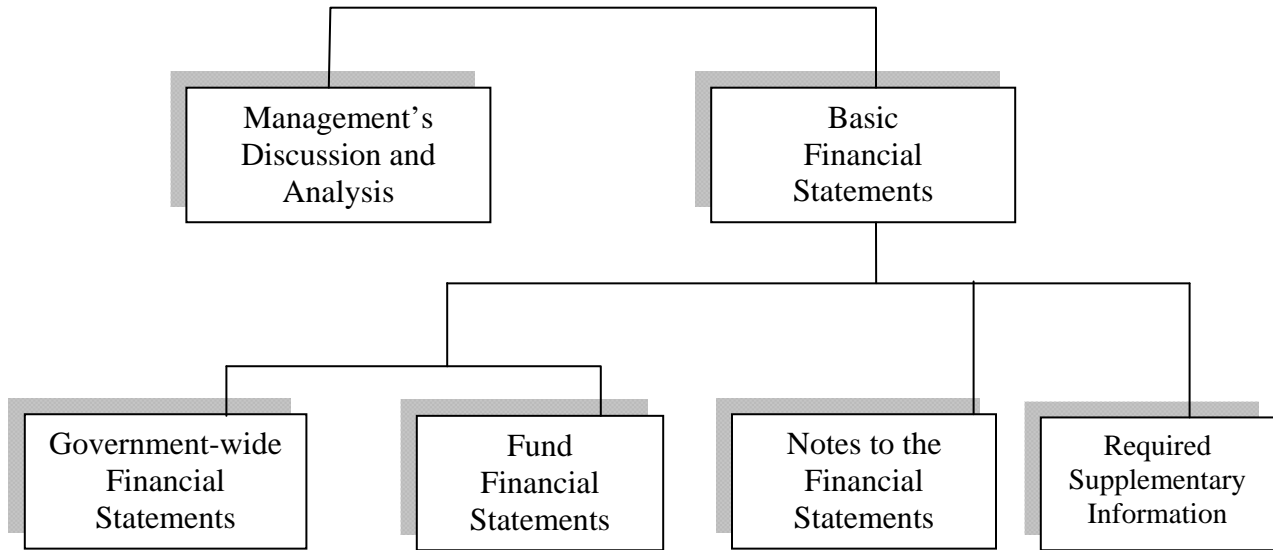 Management’s
Discussion and
Analysis
Basic
Financial
Statements
Government-wide
Financial
Statements
Fund
Financial
Statements
Notes to the
Financial
Statements
Required
Supplementary
Information